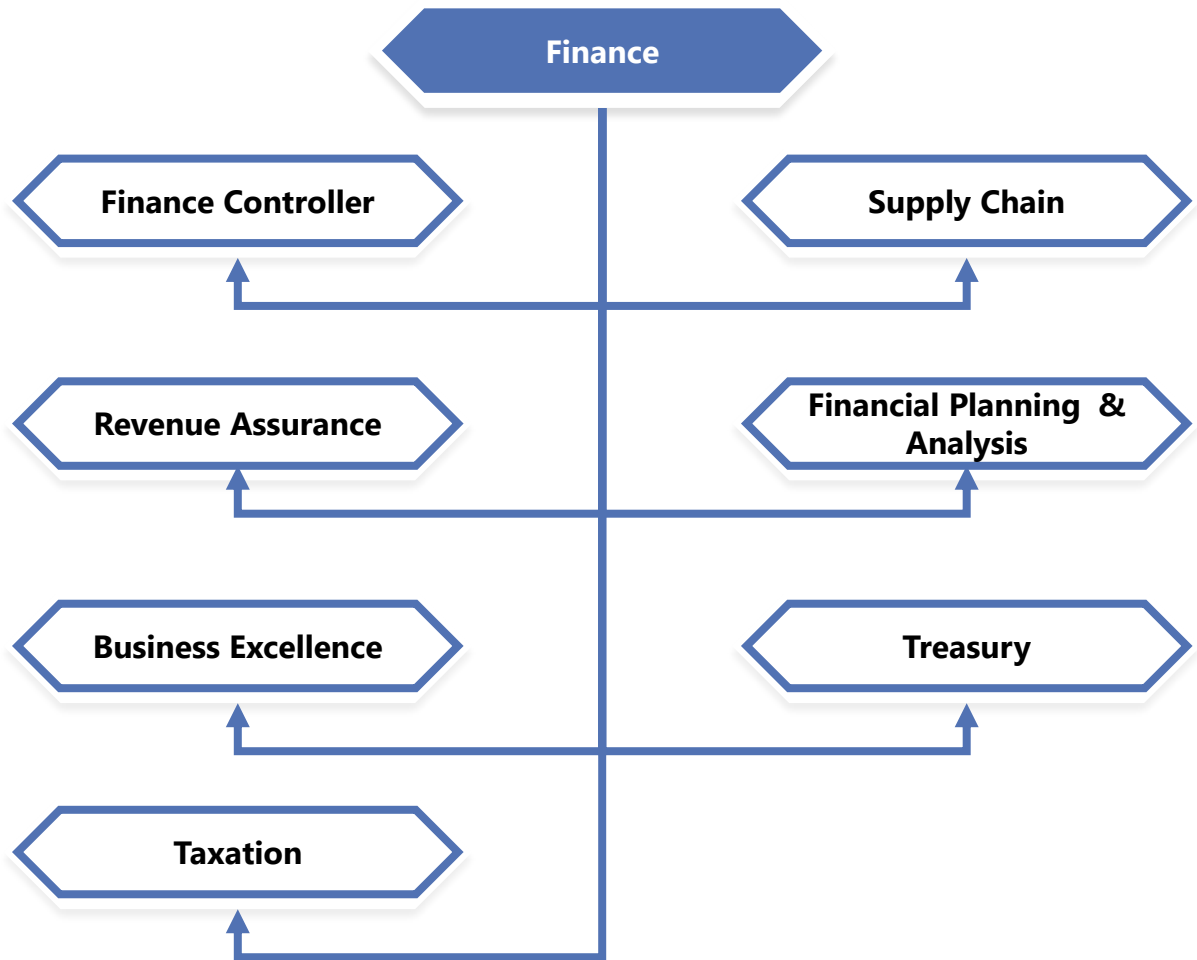 Finance
Finance Controller
Supply Chain
Revenue Assurance
Financial Planning  &
Analysis
Business Excellence
Treasury
Taxation